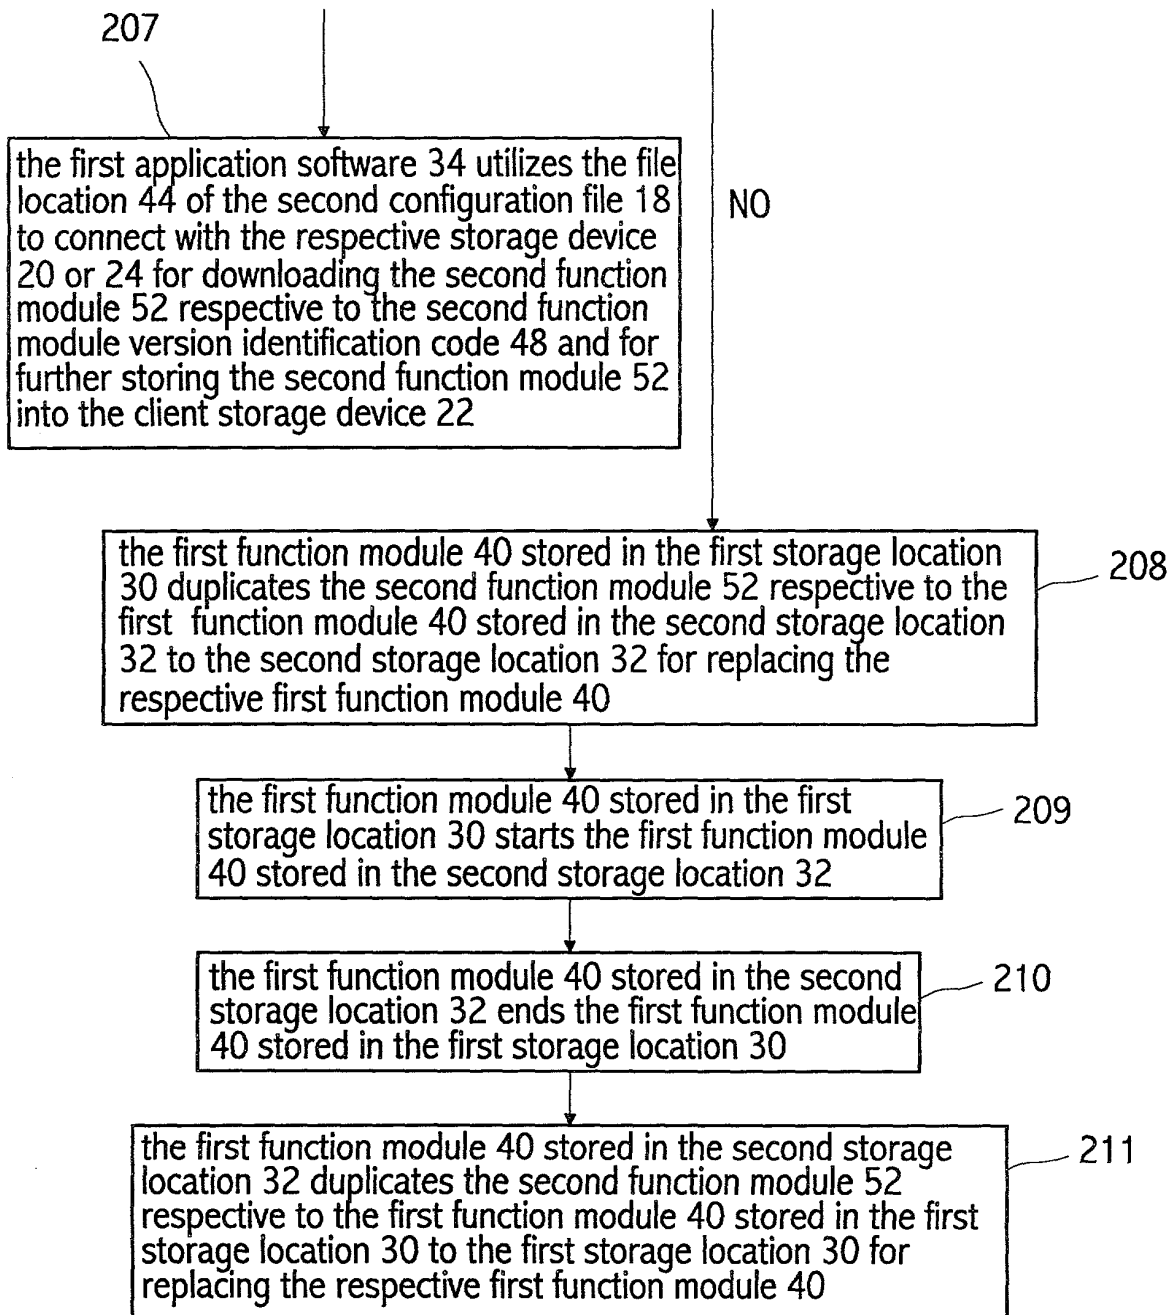 207
the first application software 34 utilizes the file
location 44 of the second configuration file 18
to connect with the respective storage device
20 or 24 for downloading the second function
module 52 respective to the second function
module version identification code 48 and for
further storing the second function module 52
into the client storage device 22
NO
the first function module 40 stored in the first storage location
30 duplicates the second function module 52 respective to the
first function module 40 stored in the second storage location
32 to the second storage location 32 for replacing the
respective first function module 40
208
the first function module 40 stored in the first
storage location 30 starts the first function module
40 stored in the second storage location 32
209
the first function module 40 stored in the second
storage location 32 ends the first function module
40 stored in the first storage location 30
210
the first function module 40 stored in the second storage
location 32 duplicates the second function module 52
respective to the first function module 40 stored in the first
storage location 30 to the first storage location 30 for
replacing the respective first function module 40
211